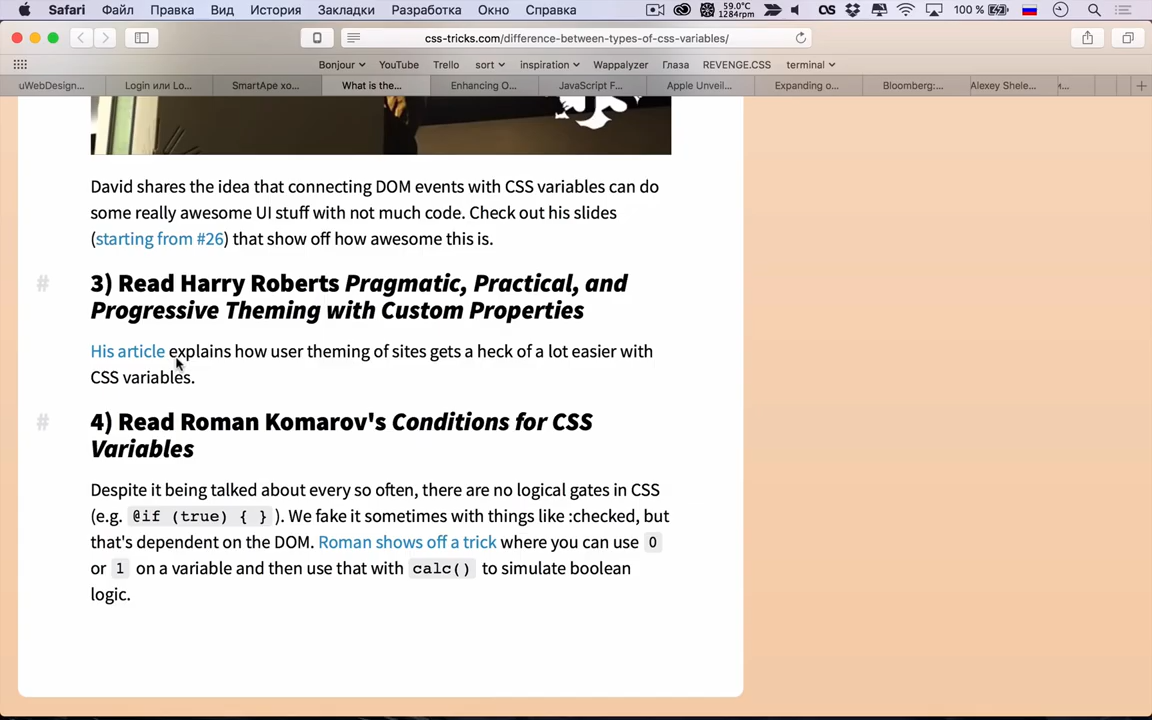 Safari Файл Правка Вид История Закладки Разработка Окно Справка 59.0°C 1284rpm 100 %
css-tricks.com/difference-between-types-of-css-variables/
Bonjour YouTube Trello sort inspiration Wappalyzer Глаза REVENGE.CSS terminal
uWebDesign... Login или Lo... SmartApe хо... What is the... Enhancing O... JavaScript F... Apple Unveil... Expanding o... Bloomberg:... Alexey Shele... и...
David shares the idea that connecting DOM events with CSS variables can do
some really awesome UI stuff with not much code. Check out his slides
(starting from #26) that show off how awesome this is.
# 3) Read Harry Roberts Pragmatic, Practical, and
Progressive Theming with Custom Properties
His article explains how user theming of sites gets a heck of a lot easier with
CSS variables.
# 4) Read Roman Komarov's Conditions for CSS
Variables
Despite it being talked about every so often, there are no logical gates in CSS
(e.g. @if (true) { } ). We fake it sometimes with things like :checked, but
that's dependent on the DOM. Roman shows off a trick where you can use 0
or 1 on a variable and then use that with calc() to simulate boolean
logic.